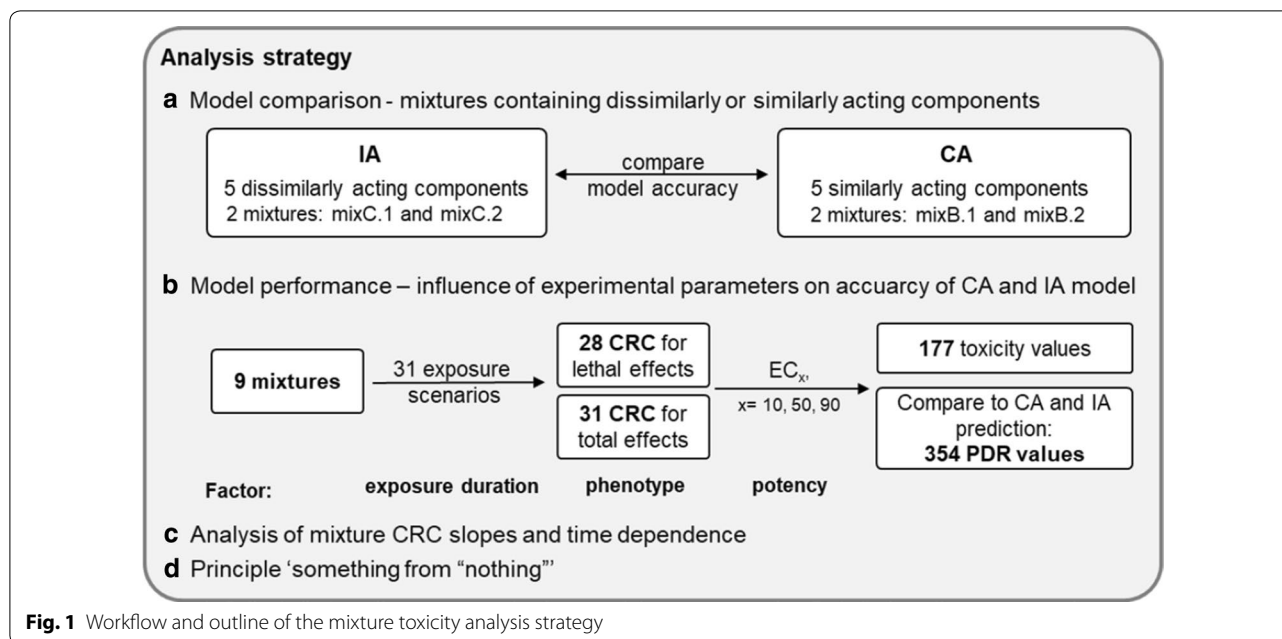 Analysis strategy
a Model comparison - mixtures containing dissimilarly or similarly acting components
IA
5 dissimilarly acting components
2 mixtures: mixC.1 and mixC.2
compare
model accuracy
CA
5 similarly acting components
2 mixtures: mixB.1 and mixB.2
b Model performance – influence of experimental parameters on accuarcy of CA and IA model
9 mixtures
31 exposure
scenarios
28 CRC for
lethal effects
31 CRC for
total effects
ECx,
x= 10, 50, 90
177 toxicity values
Compare to CA and IA
prediction:
354 PDR values
Factor: exposure duration phenotype potency
c Analysis of mixture CRC slopes and time dependence
d Principle ‘something from “nothing”’
Fig. 1 Workflow and outline of the mixture toxicity analysis strategy